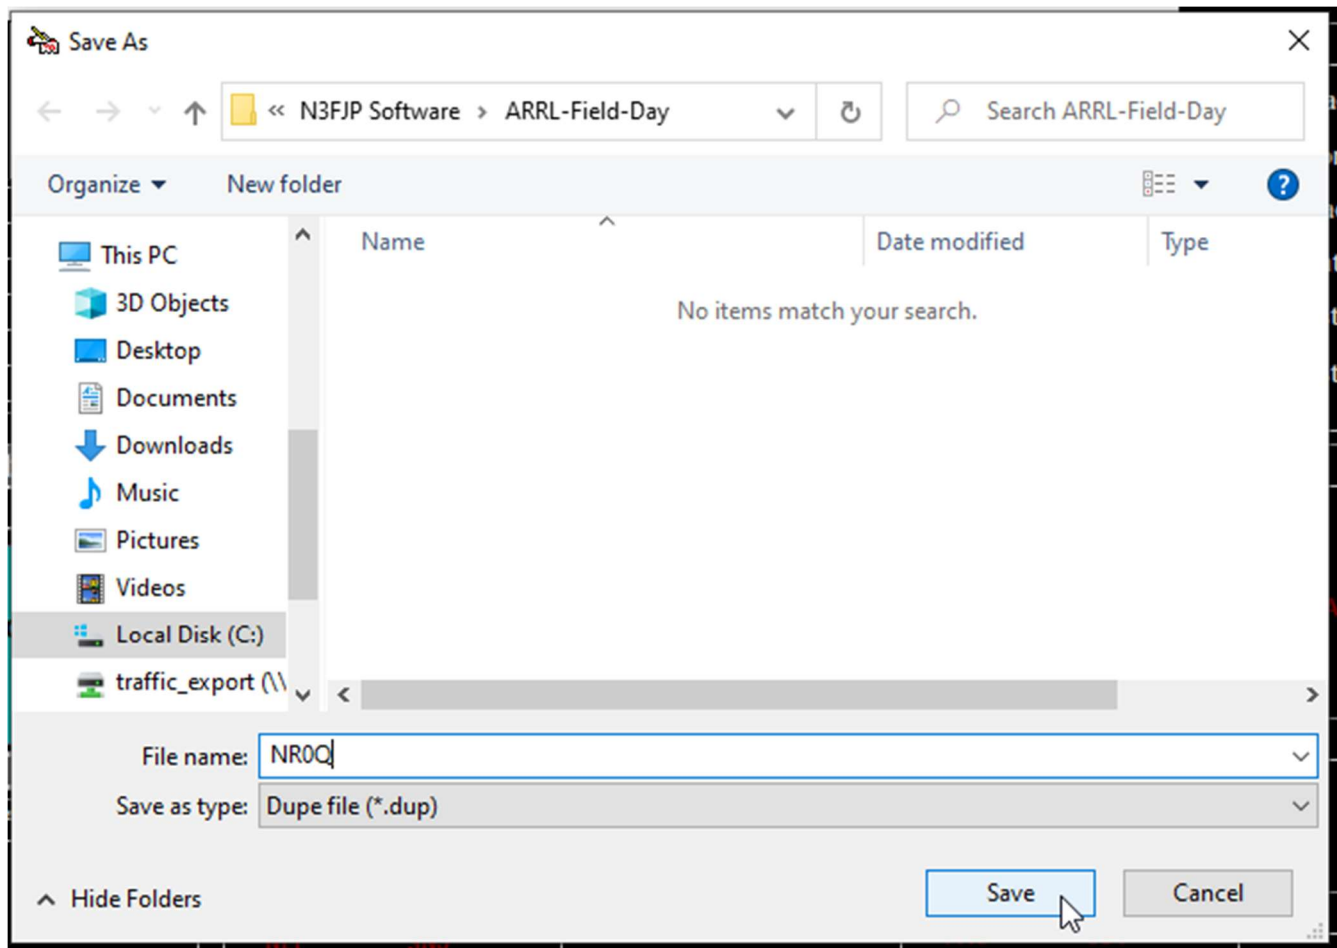 Save As
« N3FJP Software › ARRL-Field-Day
Search ARRL-Field-Day
Organize
New folder
Name
Date modified
Type
No items match your search.
This PC
3D Objects
Desktop
Documents
Downloads
Music
Pictures
Videos
Local Disk (C:)
traffic_export (\\
File name: NR0Q
Save as type: Dupe file (*.dup)
Hide Folders
Save
Cancel